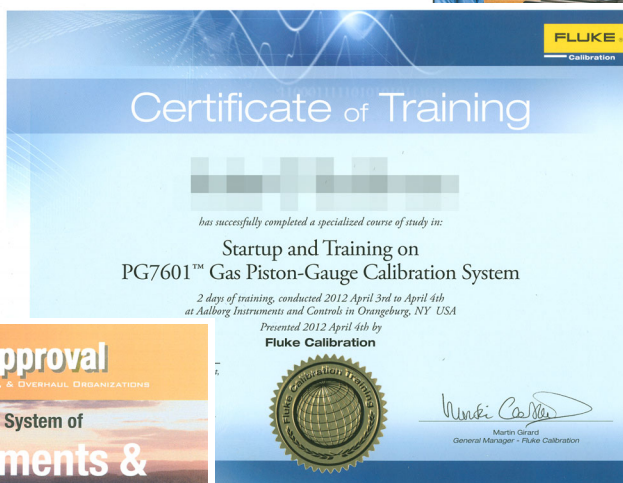 FLUKE
Calibration
Certificate of Training
has successfully completed a specialized course of study in:
Startup and Training on
PG7601™ Gas Piston-Gauge Calibration System
2 days of training, conducted 2012 April 3rd to April 4th
at Aalborg Instruments and Controls in Orangeburg, NY USA
Presented 2012 April 4th by
Fluke Calibration
Fluke Calibration Training
Martin Girard
General Manager - Fluke Calibration
pproval
& OVERHAUL ORGANIZATIONS
System of
ments &